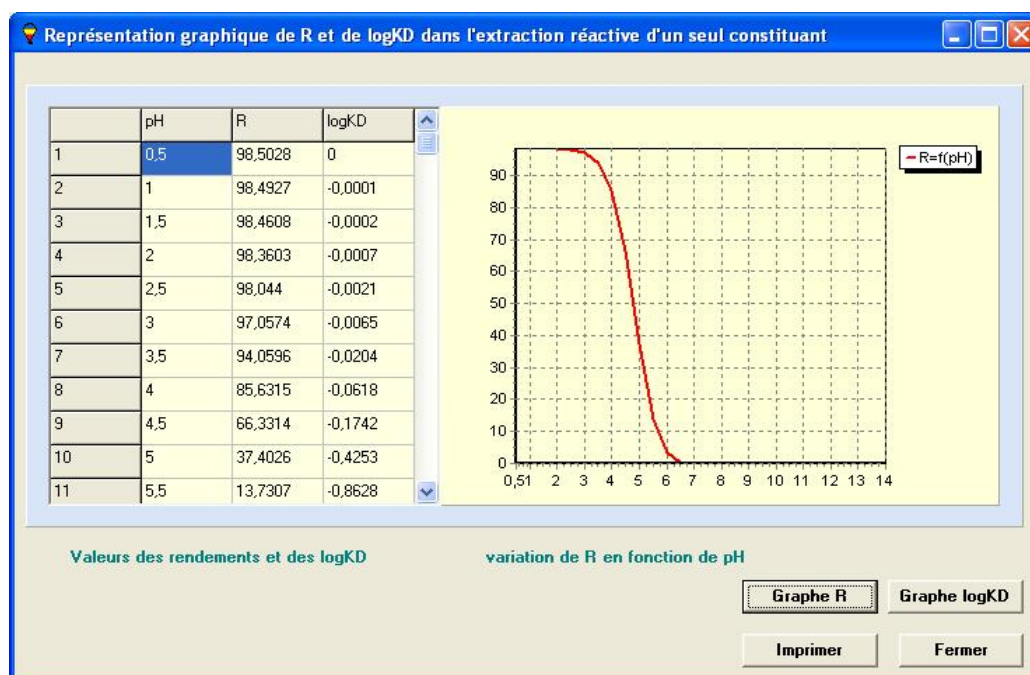 Représentation graphique de R et de logKD dans l'extraction réactive d'un seul constituant
pH R logKD
1 0,5 98,5028 0
2 1 98,4927 -0,0001
3 1,5 98,4608 -0,0002
4 2 98,3603 -0,0007
5 2,5 98,044 -0,0021
6 3 97,0574 -0,0065
7 3,5 94,0596 -0,0204
8 4 85,6315 -0,0618
9 4,5 66,3314 -0,1742
10 5 37,4026 -0,4253
11 5,5 13,7307 -0,8628
R=f(pH)
90
80
70
60
50
40
30
20
10
0
0,51 2 3 4 5 6 7 8 9 10 11 12 13 14
Valeurs des rendements et des logKD
variation de R en fonction de pH
Graphe R Graphe logKD
Imprimer Fermer